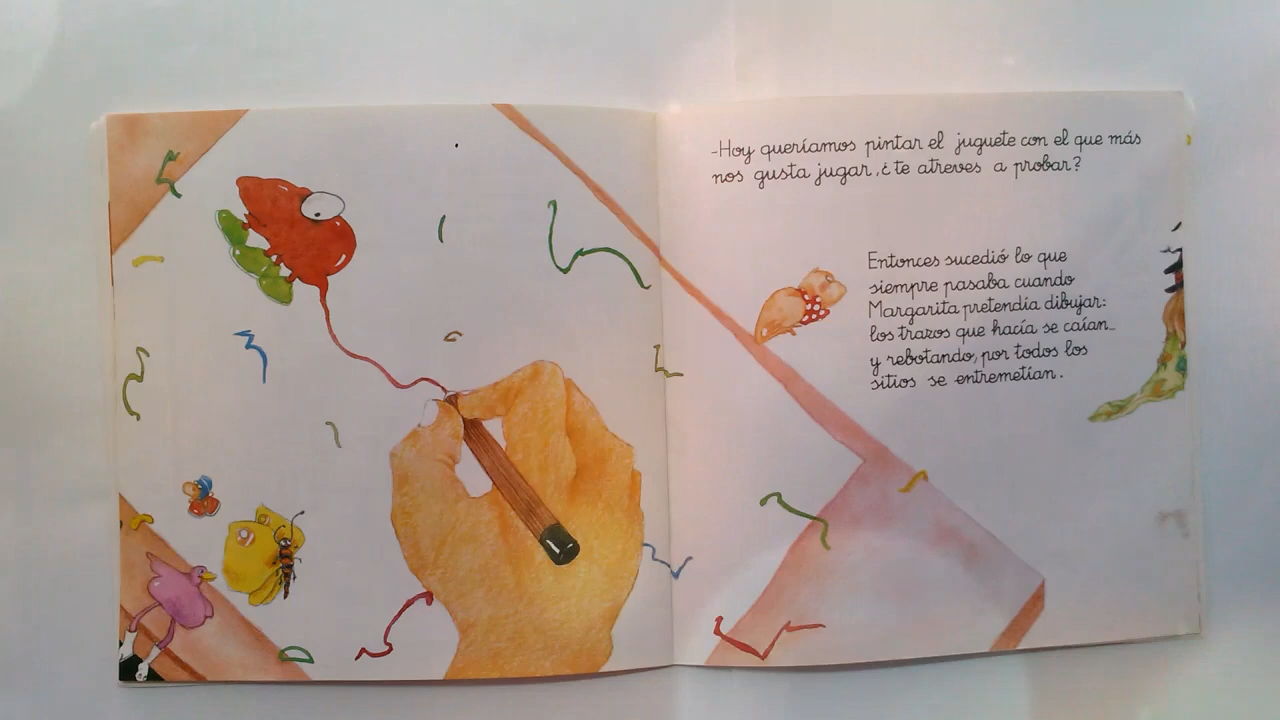 -Hoy queríamos pintar el juguete con el que más
nos gusta jugar, ¿te atreves a probar?
Entonces sucedió lo que
siempre pasaba cuando
Margarita pretendía dibujar:
los trazos que hacía se caían_
y rebotando, por todos los
sitios se entremetían.